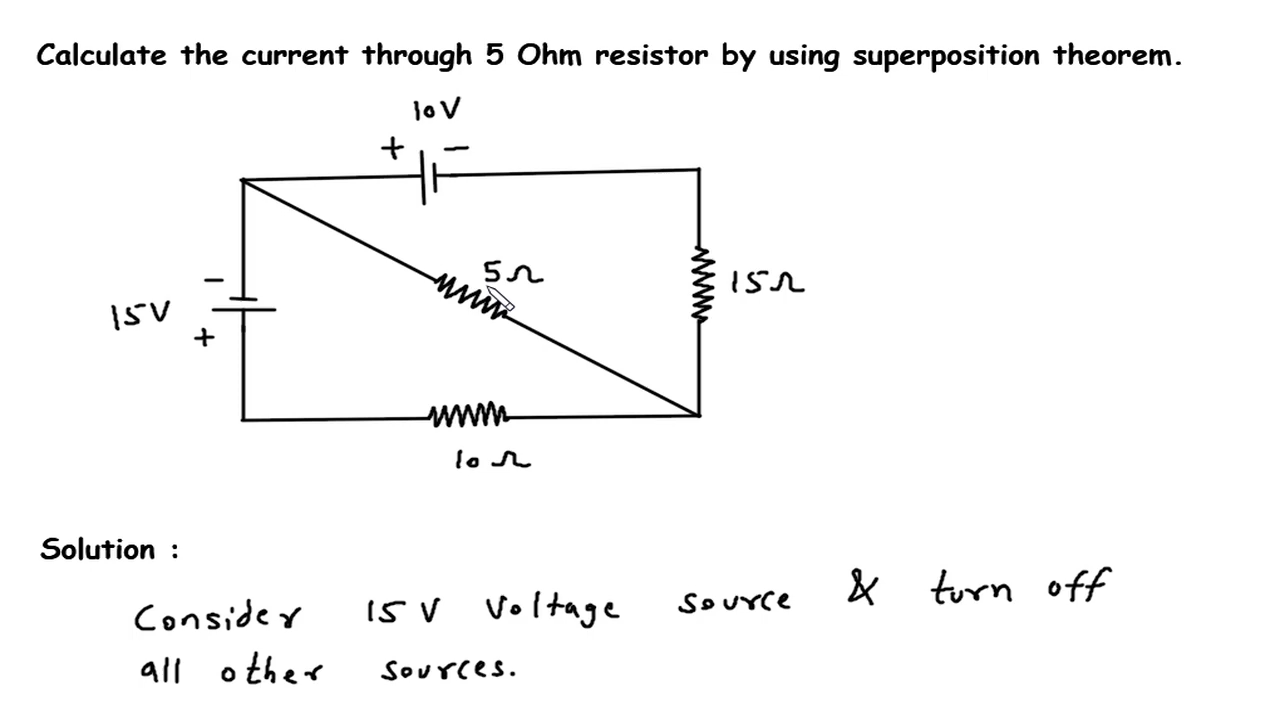 Calculate the current through 5 Ohm resistor by using superposition theorem.
10V
+ −
5Ω
− 
15V
+
15Ω
10Ω
Solution :
Consider 15V Voltage source & turn off
all other sources.